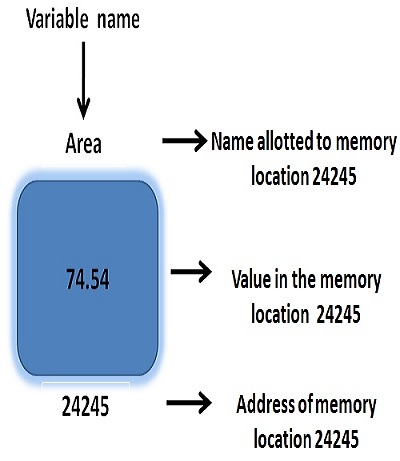 Variable name
Area
Name allotted to memory
location 24245
74.54
Value in the memory
location 24245
24245
Address of memory
location 24245